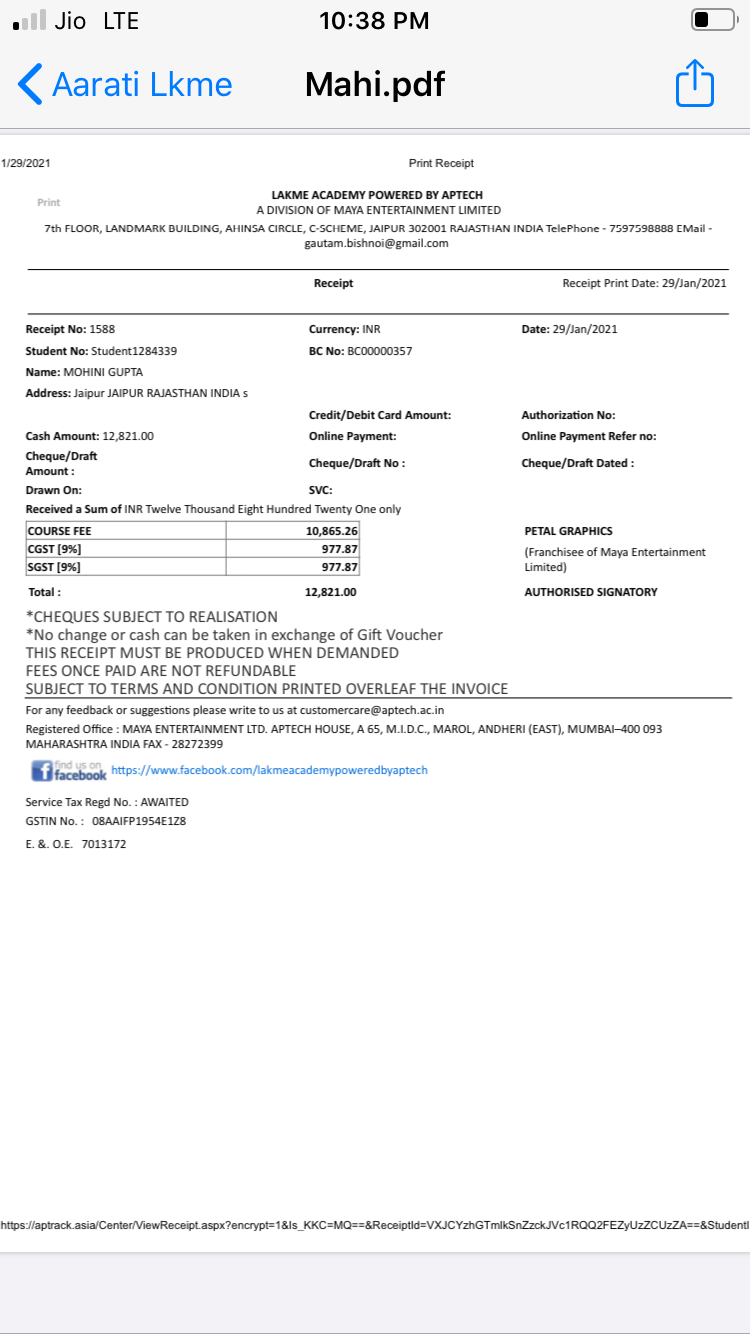 Jio LTE 10:38 PM
Aarati Lkme Mahi.pdf
1/29/2021 Print Receipt
Print
LAKME ACADEMY POWERED BY APTECH
A DIVISION OF MAYA ENTERTAINMENT LIMITED
7th FLOOR, LANDMARK BUILDING, AHINSA CIRCLE, C-SCHEME, JAIPUR 302001 RAJASTHAN INDIA TelePhone - 7597598888 EMail -
gautam.bishnoi@gmail.com
Receipt Receipt Print Date: 29/Jan/2021
Receipt No: 1588 Currency: INR Date: 29/Jan/2021
Student No: Student1284339 BC No: BC00000357
Name: MOHINI GUPTA
Address: Jaipur JAIPUR RAJASTHAN INDIA s
Credit/Debit Card Amount: Authorization No:
Cash Amount: 12,821.00 Online Payment: Online Payment Refer no:
Cheque/Draft
Amount : Cheque/Draft No : Cheque/Draft Dated :
Drawn On: SVC:
Received a Sum of INR Twelve Thousand Eight Hundred Twenty One only
COURSE FEE 10,865.26 PETAL GRAPHICS
CGST [9%] 977.87 (Franchisee of Maya Entertainment
SGST [9%] 977.87 Limited)
Total : 12,821.00 AUTHORISED SIGNATORY
*CHEQUES SUBJECT TO REALISATION
*No change or cash can be taken in exchange of Gift Voucher
THIS RECEIPT MUST BE PRODUCED WHEN DEMANDED
FEES ONCE PAID ARE NOT REFUNDABLE
SUBJECT TO TERMS AND CONDITION PRINTED OVERLEAF THE INVOICE
For any feedback or suggestions please write to us at customercare@aptech.ac.in
Registered Office : MAYA ENTERTAINMENT LTD. APTECH HOUSE, A 65, M.I.D.C., MAROL, ANDHERI (EAST), MUMBAI–400 093
MAHARASHTRA INDIA FAX - 28272399
find us on
facebook https://www.facebook.com/lakmeacademypoweredbyaptech
Service Tax Regd No. : AWAITED
GSTIN No. : 08AAIFP1954E1Z8
E. &. O.E. 7013172
https://aptrack.asia/Center/ViewReceipt.aspx?encrypt=1&Is_KKC=MQ==&ReceiptId=VXJCYzhGTmlkSnZzckJVc1RQQ2FEZyUzZCUzZA==&StudentI